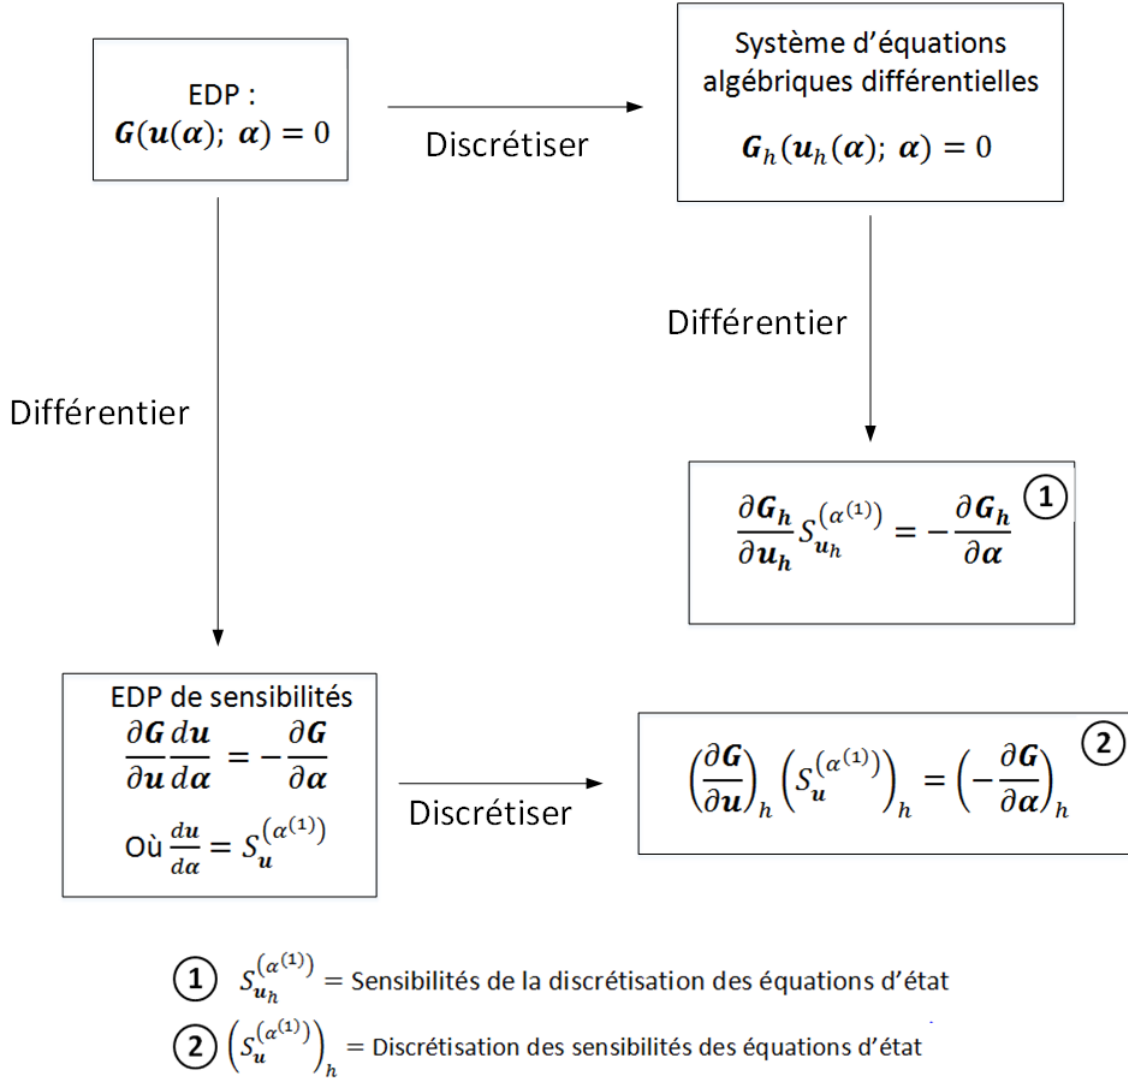 EDP :
G(u(α); α) = 0
Discrétiser
Système d'équations
algébriques différentielles
G_h(u_h(α); α) = 0
Différentier
Différentier
∂G_h/∂u_h S_{u_h}^{(α^{(1)})} = −∂G_h/∂α
1
EDP de sensibilités
∂G/∂u du/dα = −∂G/∂α
Où du/dα = S_u^{(α^{(1)})}
Discrétiser
(∂G/∂u)_h (S_u^{(α^{(1)})})_h = (−∂G/∂α)_h
2
1 S_{u_h}^{(α^{(1)})} = Sensibilités de la discrétisation des équations d'état
2 (S_u^{(α^{(1)})})_h = Discrétisation des sensibilités des équations d'état